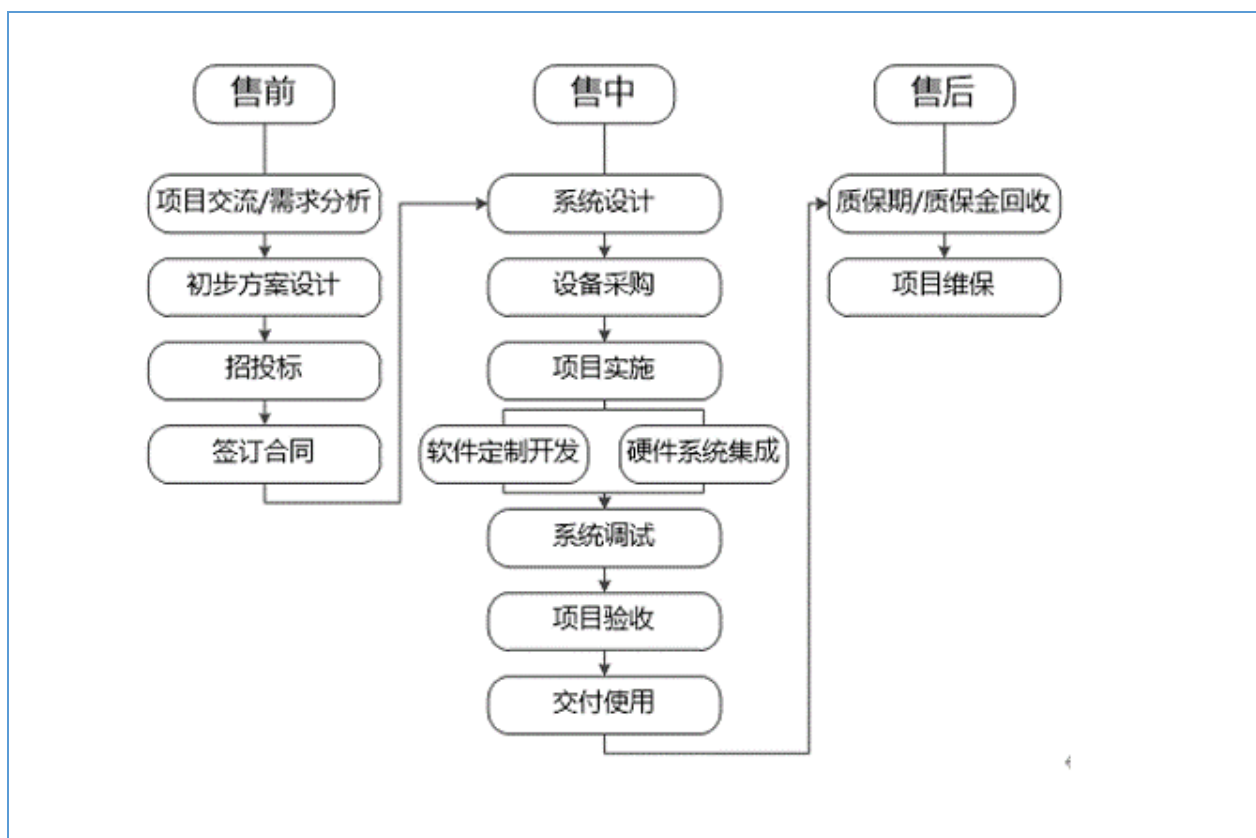 售前
项目交流/需求分析
初步方案设计
招投标
签订合同
售中
系统设计
设备采购
项目实施
软件定制开发
硬件系统集成
系统调试
项目验收
交付使用
售后
质保期/质保金回收
项目维保